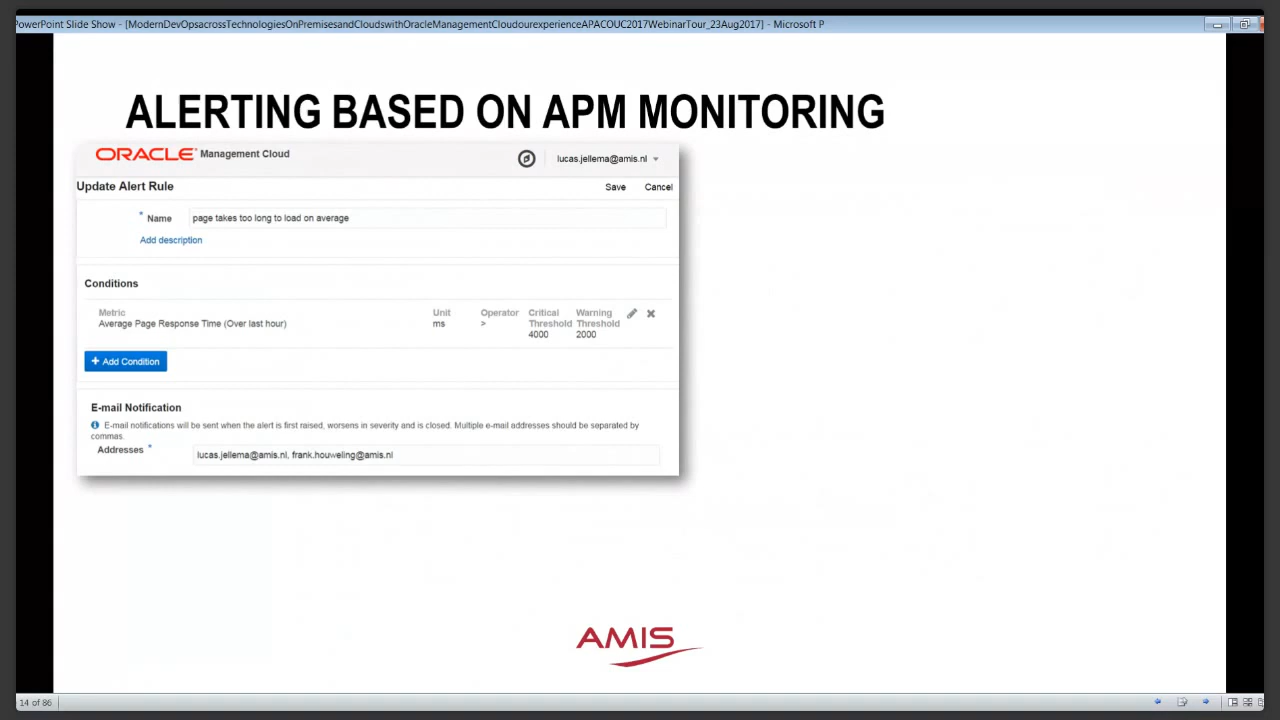 PowerPoint Slide Show - [ModernDevOpsacrossTechnologiesOnPremisesandCloudswithOracleManagementCloudourexperienceAPACOUC2017WebinarTour_23Aug2017] - Microsoft P
ALERTING BASED ON APM MONITORING
ORACLE Management Cloud
lucas.jellema@amis.nl
Update Alert Rule
Save Cancel
* Name page takes too long to load on average
Add description
Conditions
Metric Unit Operator Critical Threshold Warning Threshold
Average Page Response Time (Over last hour) ms > 4000 2000
+ Add Condition
E-mail Notification
E-mail notifications will be sent when the alert is first raised, worsens in severity and is closed. Multiple e-mail addresses should be separated by
commas.
Addresses * lucas.jellema@amis.nl, frank.houweling@amis.nl
AMIS
14 of 86